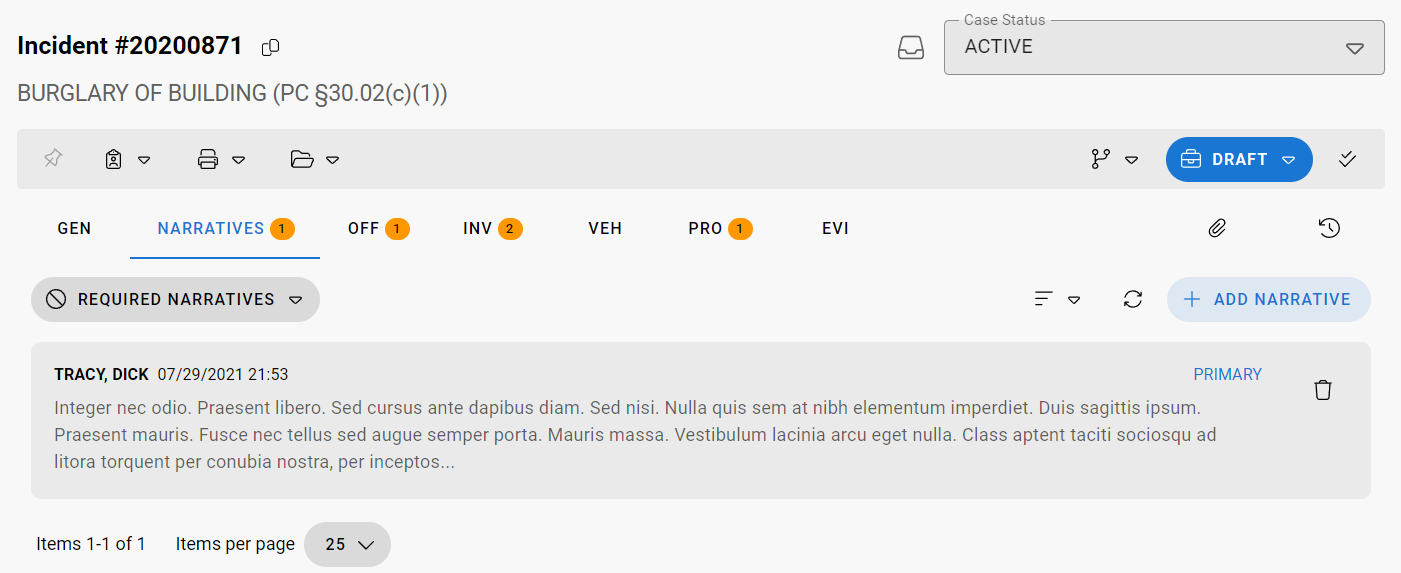 Incident #20200871
Case Status
ACTIVE
BURGLARY OF BUILDING (PC §30.02(c)(1))
DRAFT
GEN NARRATIVES 1 OFF 1 INV 2 VEH PRO 1 EVI
REQUIRED NARRATIVES
ADD NARRATIVE
TRACY, DICK 07/29/2021 21:53 PRIMARY
Integer nec odio. Praesent libero. Sed cursus ante dapibus diam. Sed nisi. Nulla quis sem at nibh elementum imperdiet. Duis sagittis ipsum.
Praesent mauris. Fusce nec tellus sed augue semper porta. Mauris massa. Vestibulum lacinia arcu eget nulla. Class aptent taciti sociosqu ad
litora torquent per conubia nostra, per inceptos...
Items 1-1 of 1 Items per page 25